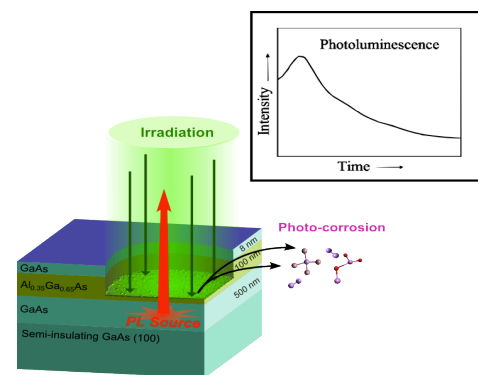 Photoluminescence
Intensity
Time
Irradiation
Photo-corrosion
8 nm
100 nm
500 nm
GaAs
Al0.35Ga0.65As
GaAs
PL Source
Semi-insulating GaAs (100)